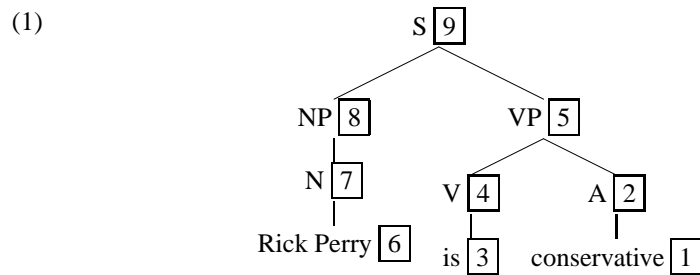 (1)
S 9
NP 8 VP 5
N 7 V 4 A 2
Rick Perry 6 is 3 conservative 1